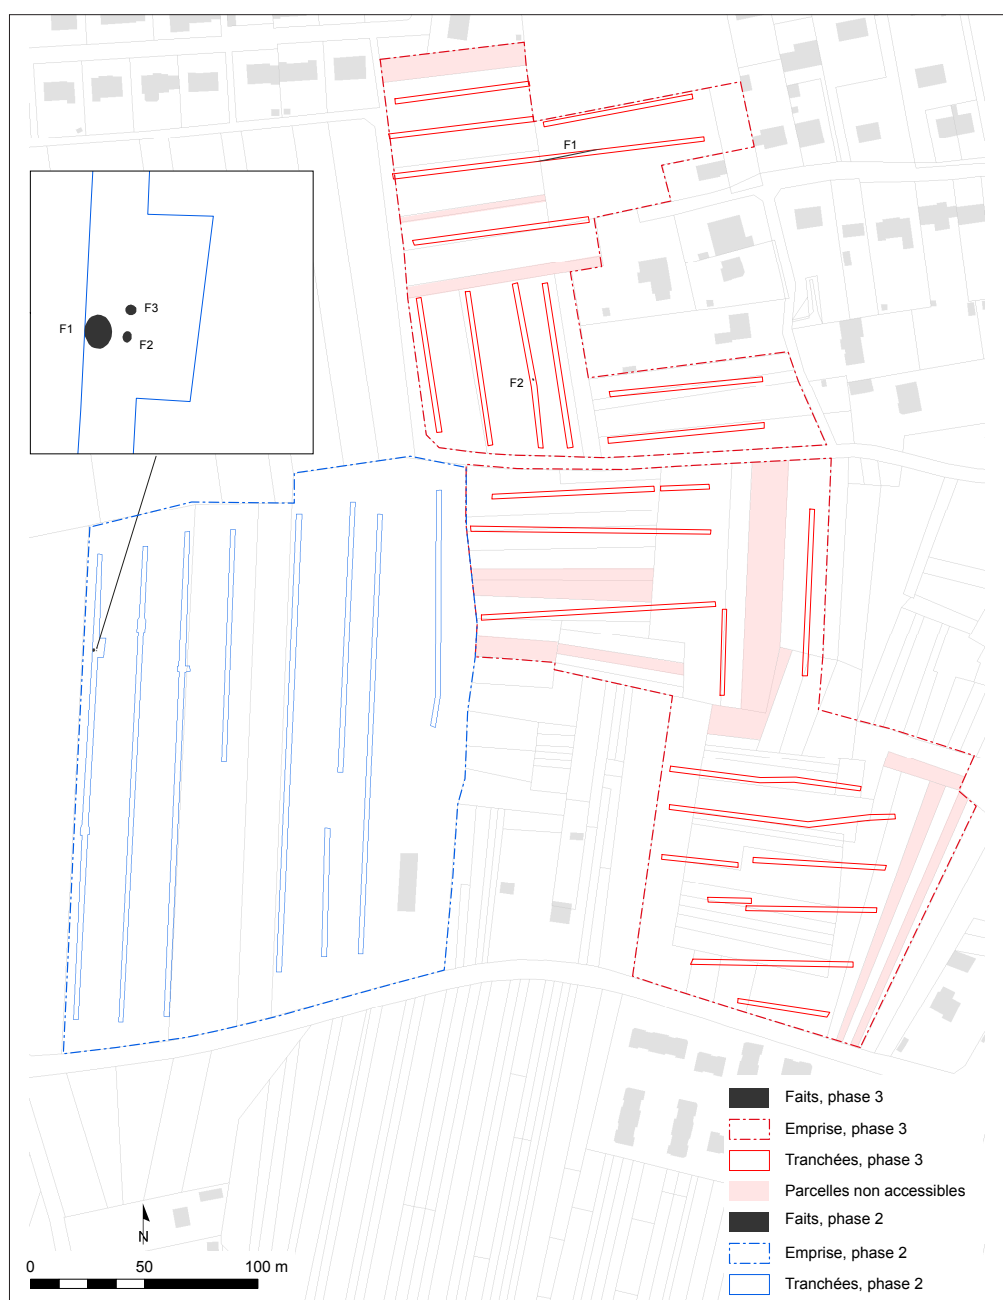 F1
F3
F1
F2
F2
Faits, phase 3
Emprise, phase 3
Tranchées, phase 3
Parcelles non accessibles
Faits, phase 2
Emprise, phase 2
Tranchées, phase 2
N
0 50 100 m